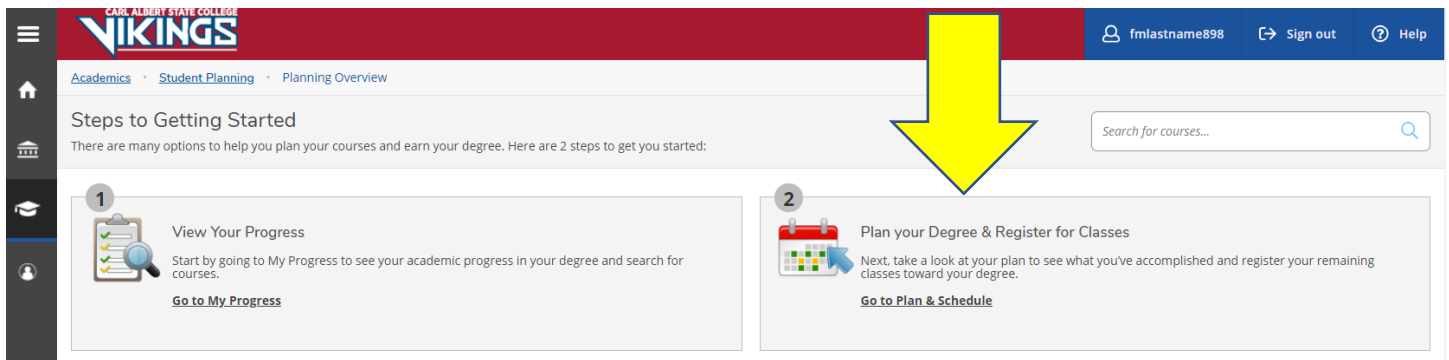 CARL ALBERT STATE COLLEGE
VIKINGS
fmlastname898
Sign out
? Help
Academics · Student Planning · Planning Overview
Steps to Getting Started
There are many options to help you plan your courses and earn your degree. Here are 2 steps to get you started:
Search for courses...
1
View Your Progress
Start by going to My Progress to see your academic progress in your degree and search for
courses.
Go to My Progress
2
Plan your Degree & Register for Classes
Next, take a look at your plan to see what you've accomplished and register your remaining
classes toward your degree.
Go to Plan & Schedule